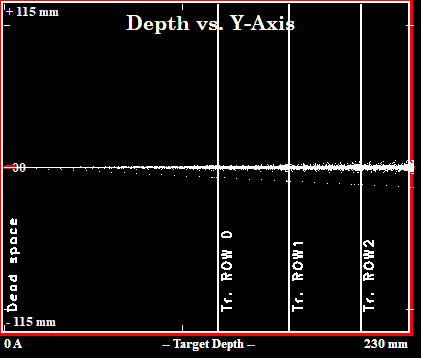 + 115 mm
Depth vs. Y-Axis
Dead space
Tr. ROW 0
Tr. ROW1
Tr. ROW2
- 115 mm
0 A
-- Target Depth --
230 mm